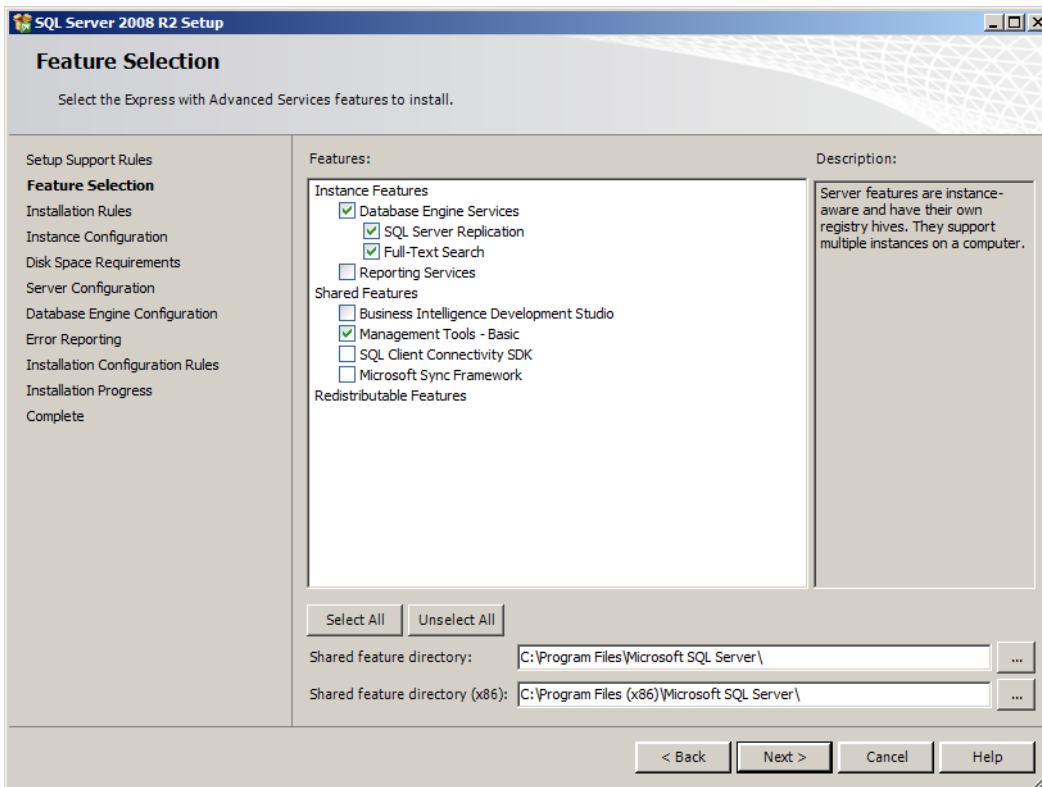 SQL Server 2008 R2 Setup
Feature Selection
Select the Express with Advanced Services features to install.
Setup Support Rules
Feature Selection
Installation Rules
Instance Configuration
Disk Space Requirements
Server Configuration
Database Engine Configuration
Error Reporting
Installation Configuration Rules
Installation Progress
Complete
Features:
Instance Features
Database Engine Services
SQL Server Replication
Full-Text Search
Reporting Services
Shared Features
Business Intelligence Development Studio
Management Tools - Basic
SQL Client Connectivity SDK
Microsoft Sync Framework
Redistributable Features
Description:
Server features are instance-
aware and have their own
registry hives. They support
multiple instances on a computer.
Select All
Unselect All
Shared feature directory:
C:\Program Files\Microsoft SQL Server\
...
Shared feature directory (x86):
C:\Program Files (x86)\Microsoft SQL Server\
...
< Back
Next >
Cancel
Help